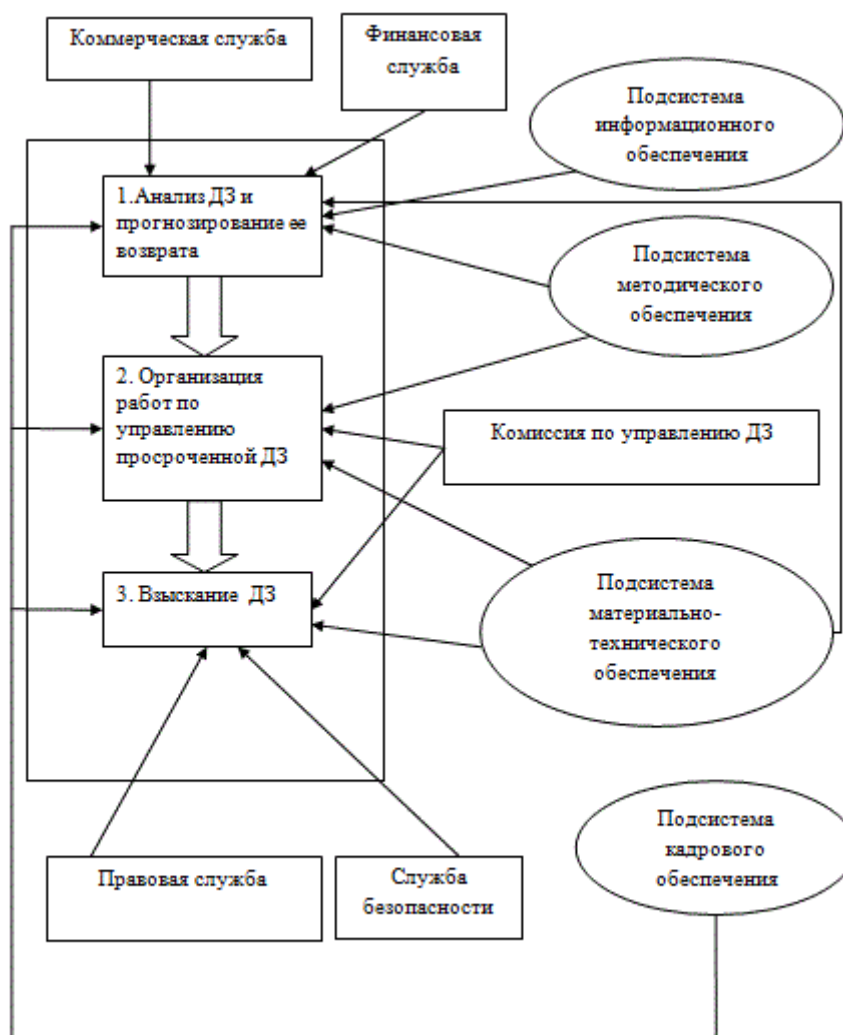 Коммерческая служба
Финансовая
служба
Подсистема
информационного
обеспечения
1.Анализ ДЗ и
прогнозирование ее
возврата
Подсистема
методического
обеспечения
2. Организация
работ по
управлению
просроченной ДЗ
Комиссия по управлению ДЗ
3. Взыскание ДЗ
Подсистема
материально-
технического
обеспечения
Подсистема
кадрового
обеспечения
Правовая служба
Служба
безопасности